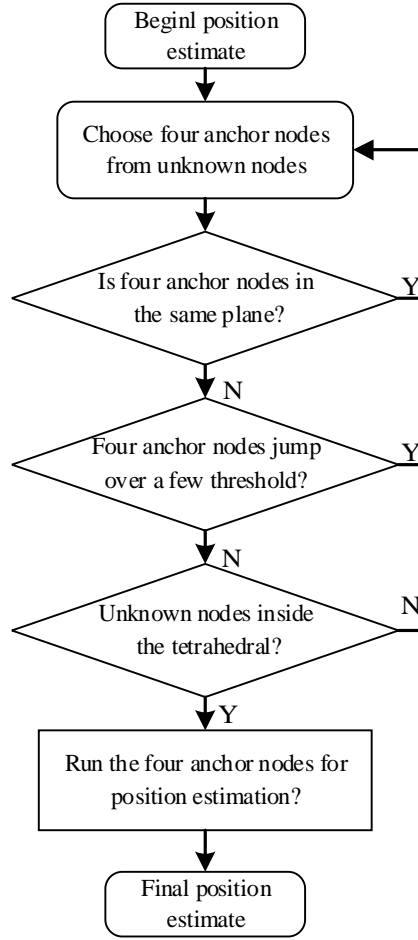 Beginl position
estimate
Choose four anchor nodes
from unknown nodes
Is four anchor nodes in
the same plane?
Y
N
Four anchor nodes jump
over a few threshold?
Y
N
Unknown nodes inside
the tetrahedral?
N
Y
Run the four anchor nodes for
position estimation?
Final position
estimate